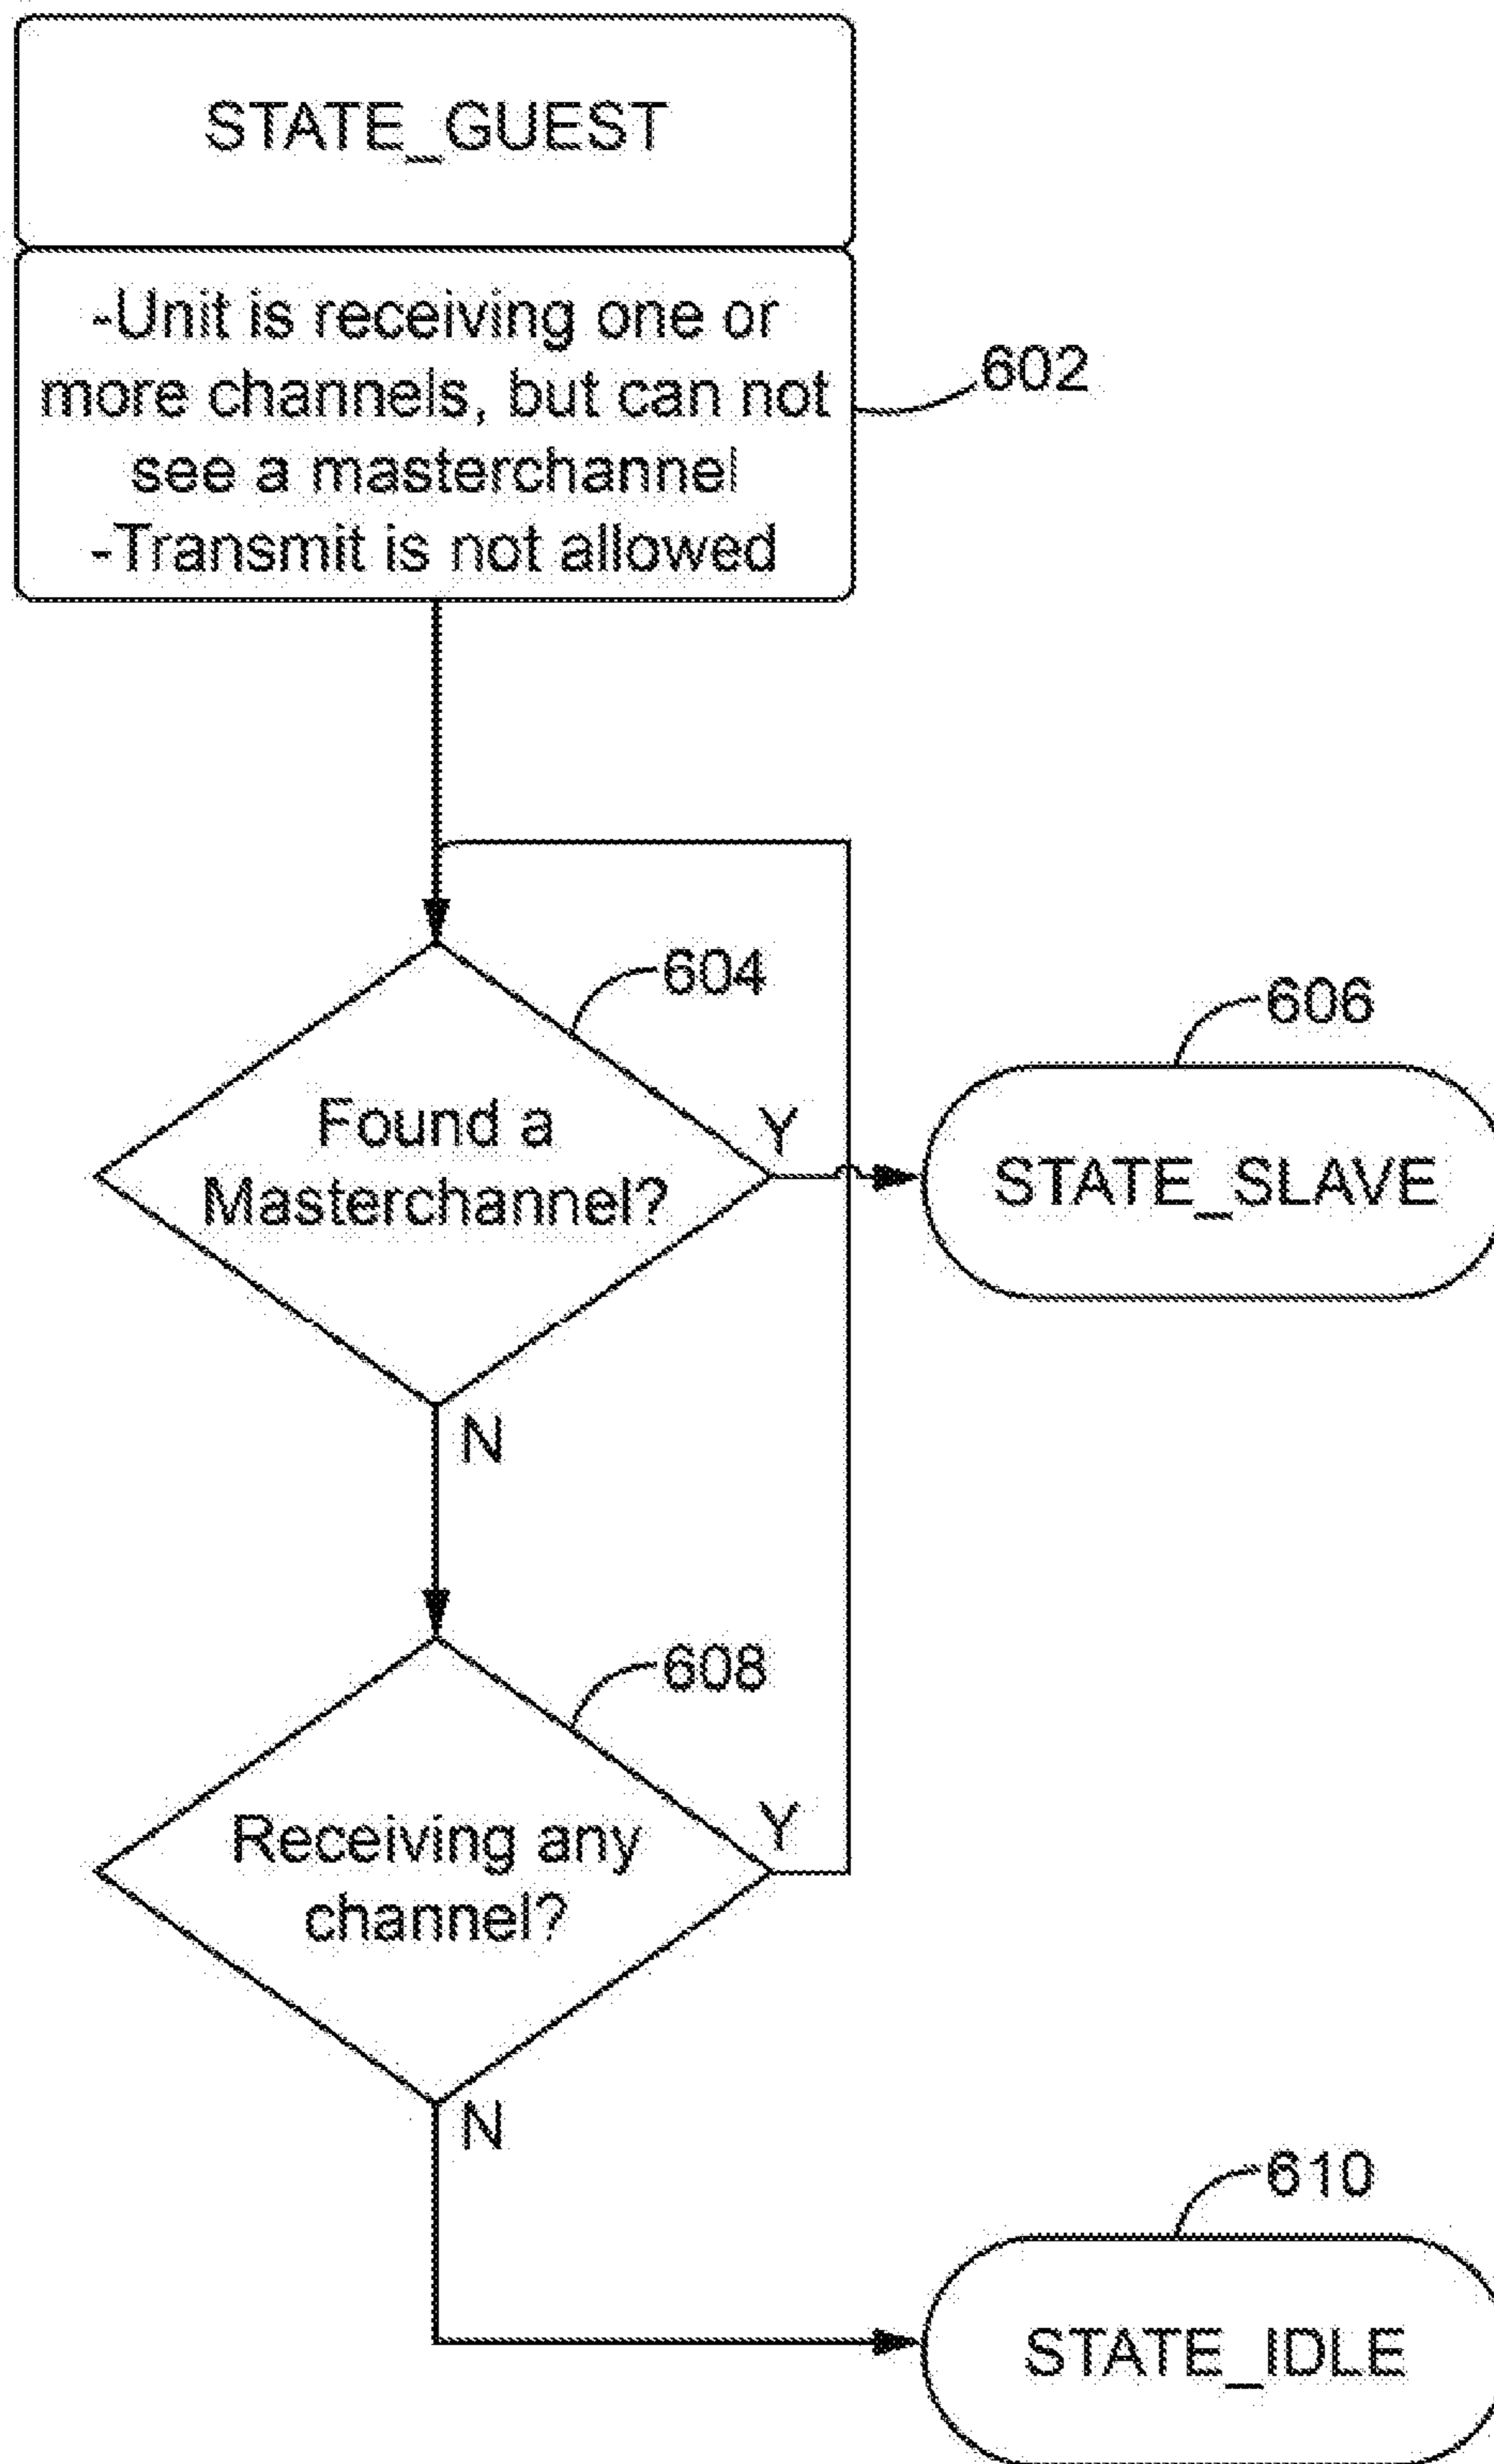 STATE_GUEST
-Unit is receiving one or
more channels, but can not
see a masterchannel
-Transmit is not allowed
602
604
Found a
Masterchannel?
Y
606
STATE_SLAVE
N
608
Receiving any
channel?
Y
N
610
STATE_IDLE